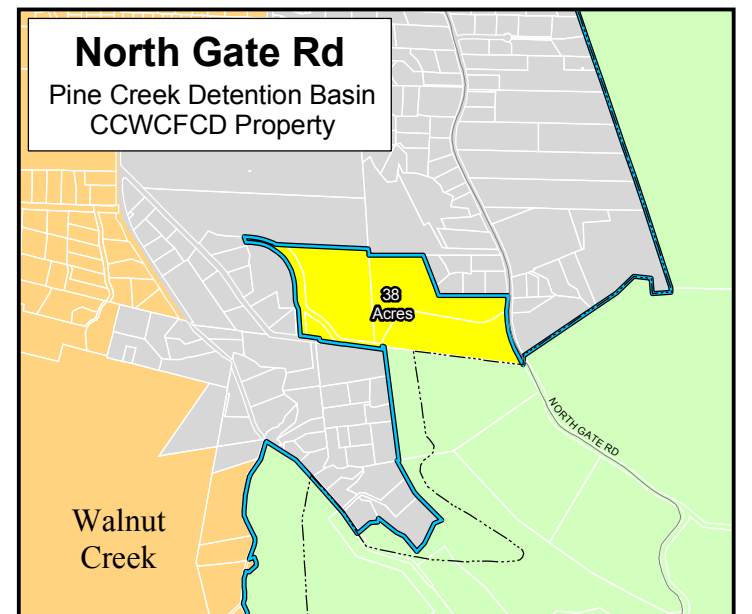 North Gate Rd
Pine Creek Detention Basin
CCWCFCD Property
38
Acres
NORTH GATE RD
Walnut
Creek